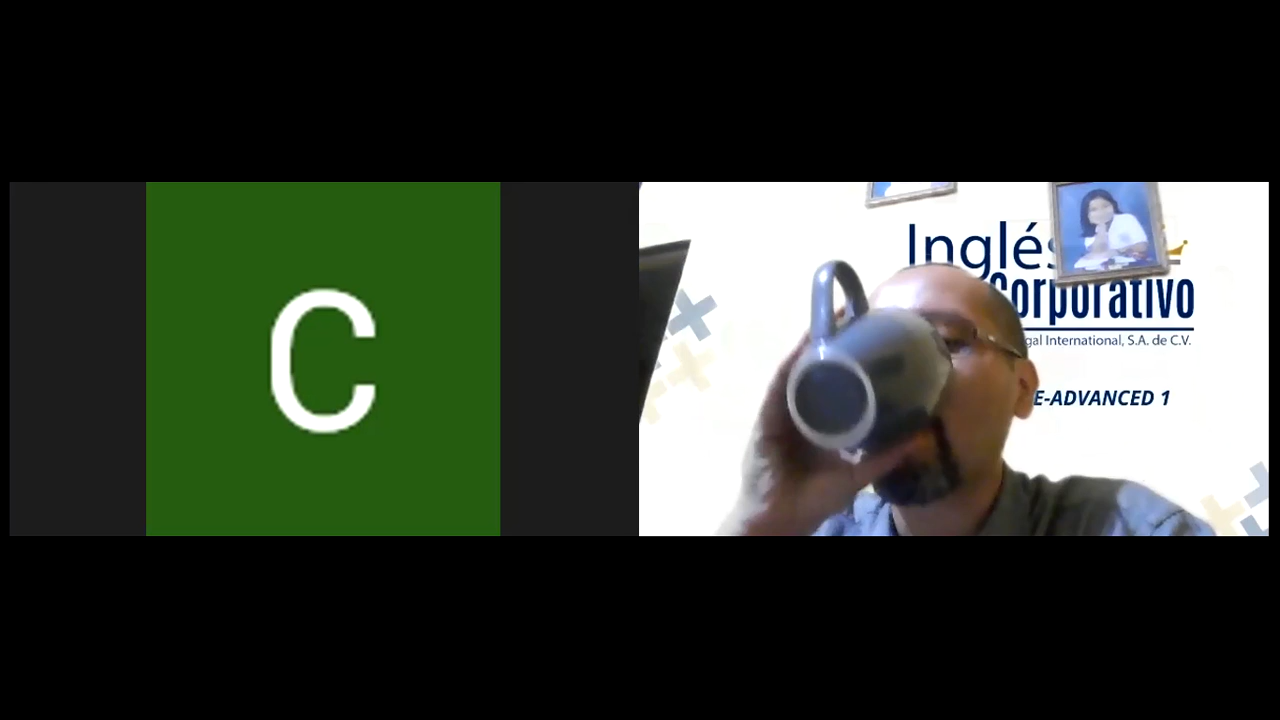 C
Inglés
Corporativo
gal International, S.A. de C.V.
E-ADVANCED 1